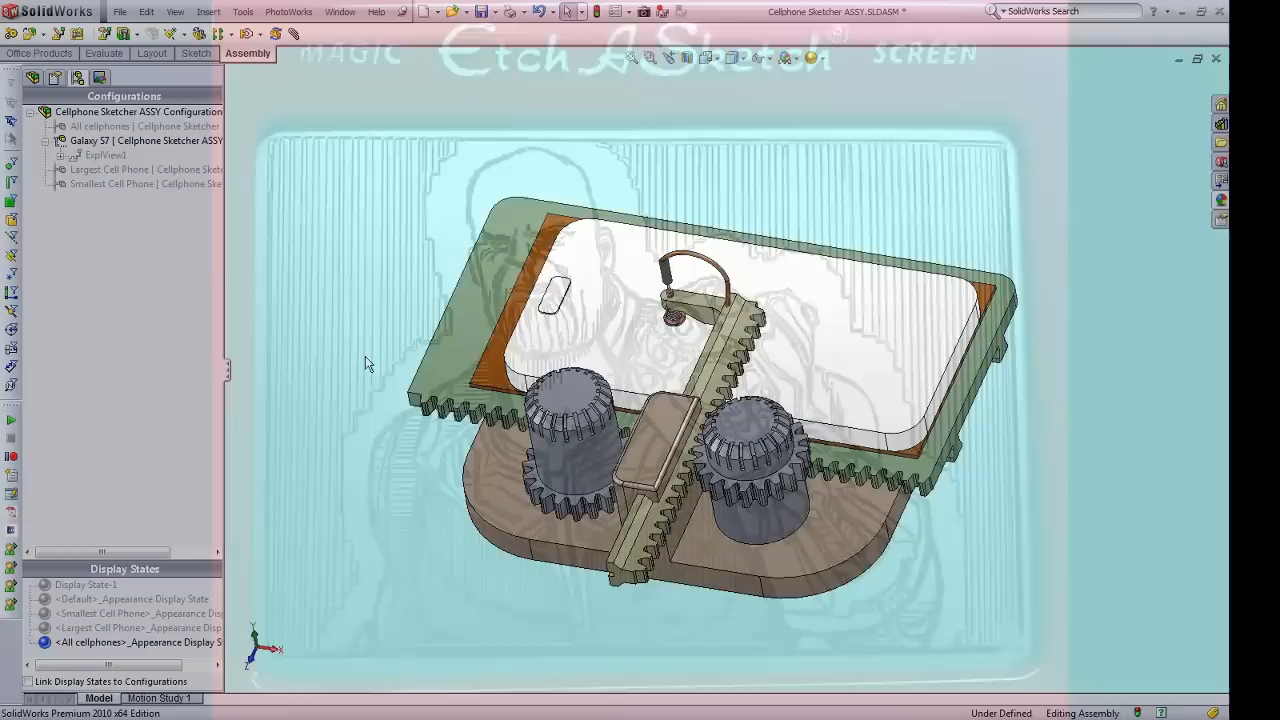 SolidWorks File Edit View Insert Tools PhotoWorks Window Help Cellphone Sketcher ASSY.SLDASM * SolidWorks Search
Office Products Evaluate Layout Sketch Assembly
MAGIC Etch A Sketch ® SCREEN
Configurations
Cellphone Sketcher ASSY Configuration
All cellphones [ Cellphone Sketcher
Galaxy S7 [ Cellphone Sketcher ASSY
ExplView1
Largest Cell Phone [ Cellphone Sketc
Smallest Cell Phone [ Cellphone Ske
Display States
Display State-1
<Default>_Appearance Display State
<Smallest Cell Phone>_Appearance Dis
<Largest Cell Phone>_Appearance Disp
<All cellphones>_Appearance Display S
Link Display States to Configurations
Model Motion Study 1
SolidWorks Premium 2010 x64 Edition Under Defined Editing Assembly
Y
X
Z